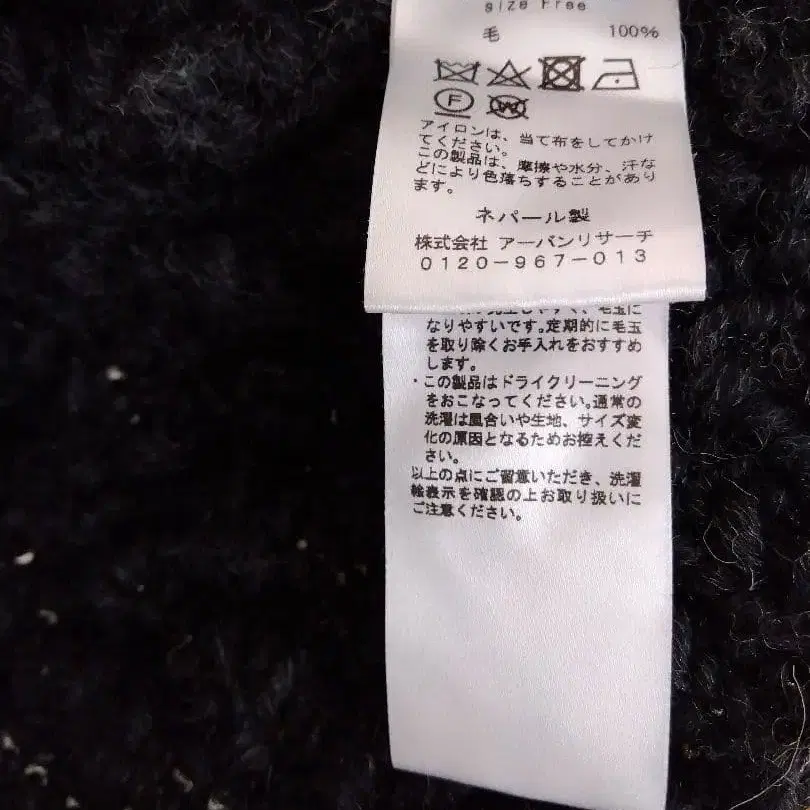 size Free
毛 100%
F
W
アイロンは、当て布をしてかけ
てください。
この製品は、摩擦や水分、汗な
どにより色落ちすることがあり
ます。
ネパール製
株式会社 アーバンリサーチ
0120-967-013
しやすく、毛玉に
なりやすいです。定期的に毛玉
を取り除くお手入れをおすすめ
します。
・この製品はドライクリーニング
をおこなってください。通常の
洗濯は風合いや生地、サイズ変
化の原因となるためお控えくだ
さい。
以上の点にご留意いただき、洗濯
絵表示を確認の上お取り扱いに
ご注意ください。